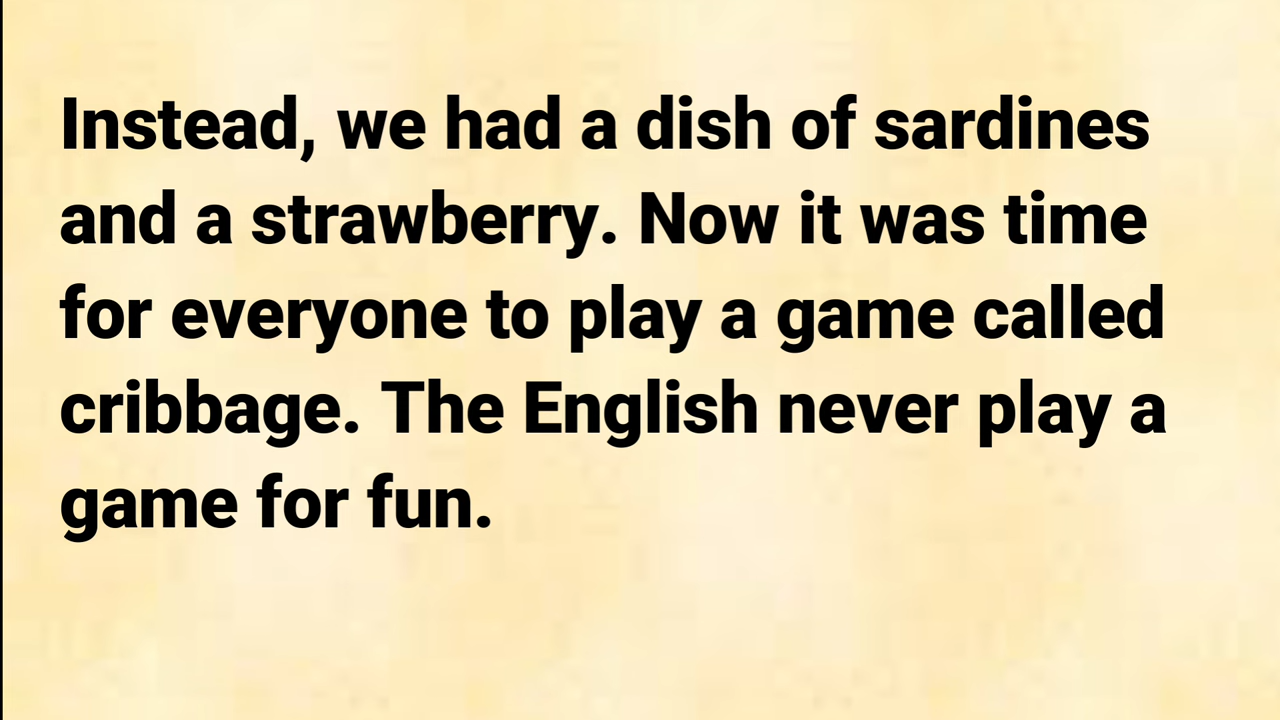 Instead, we had a dish of sardines
and a strawberry. Now it was time
for everyone to play a game called
cribbage. The English never play a
game for fun.